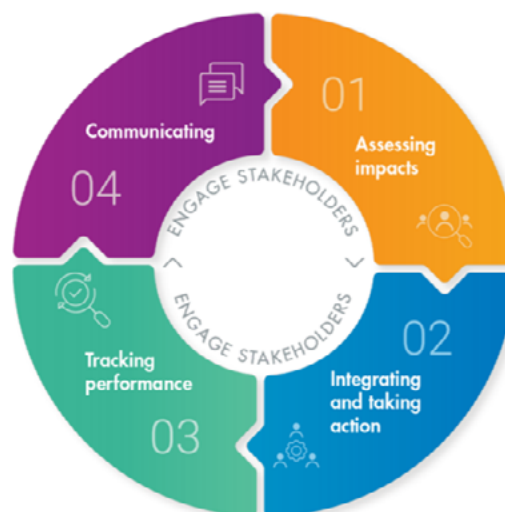 01
Assessing
impacts
02
Integrating
and taking
action
03
Tracking
performance
04
Communicating
ENGAGE STAKEHOLDERS
ENGAGE STAKEHOLDERS